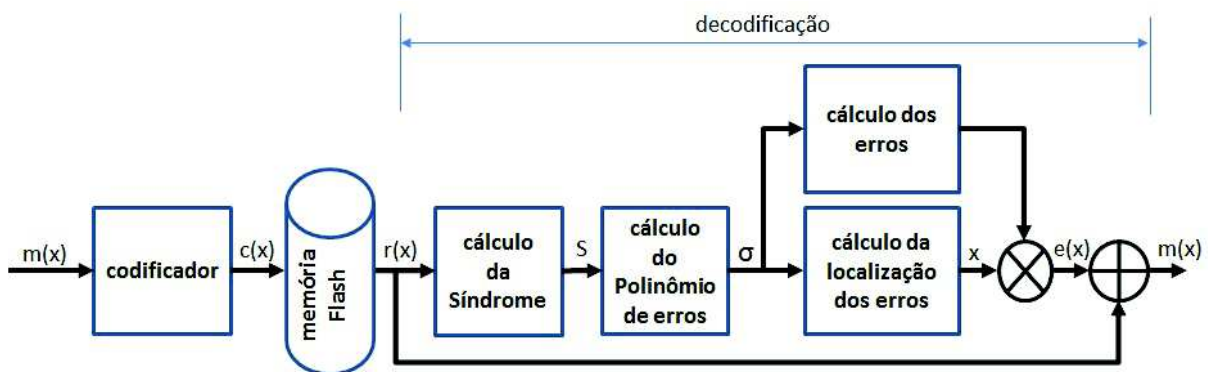 decodificação
cálculo dos
erros
m(x)
codificador
c(x)
memória
Flash
r(x)
cálculo
da
Síndrome
S
cálculo
do
Polinômio
de erros
σ
cálculo da
localização
dos erros
x
e(x)
m(x)